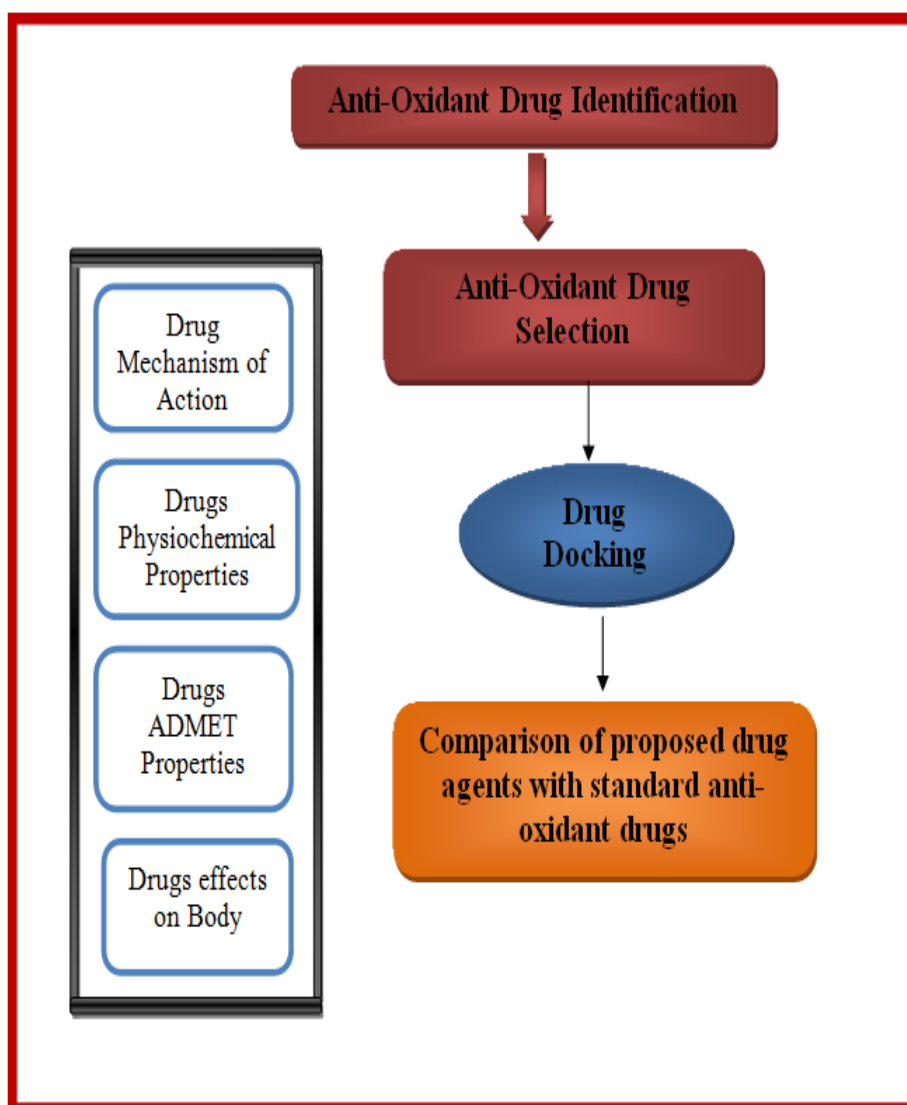 Anti-Oxidant Drug Identification
Anti-Oxidant Drug
Selection
Drug
Docking
Comparison of proposed drug
agents with standard anti-
oxidant drugs
Drug
Mechanism of
Action
Drugs
Physiochemical
Properties
Drugs
ADMET
Properties
Drugs effects
on Body